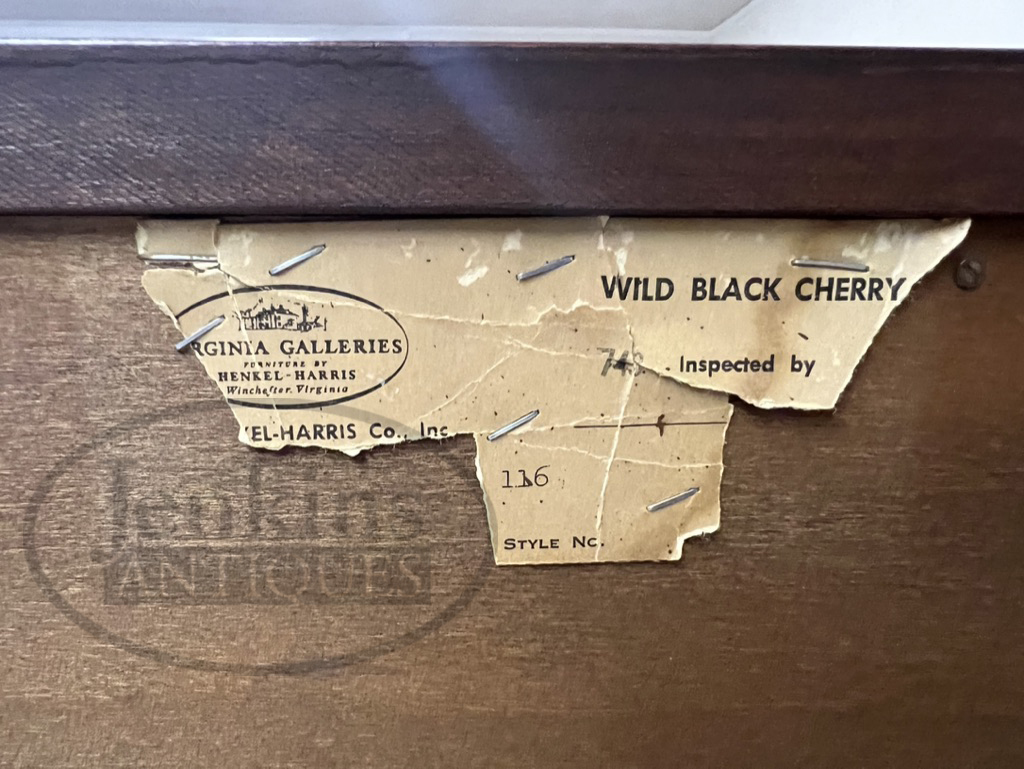 WILD BLACK CHERRY
RGINIA GALLERIES
FURNITURE BY
HENKEL-HARRIS
Winchester, Virginia
Inspected by
EL-HARRIS Co., Inc
116
STYLE No.
Jenkins
ANTIQUES